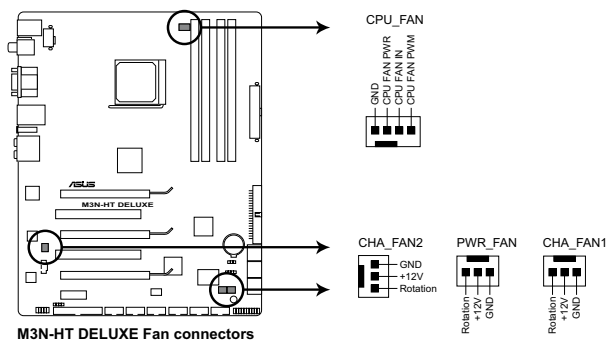 CPU_FAN
GND
CPU FAN PWR
CPU FAN IN
CPU FAN PWM
ASUS
M3N-HT DELUXE
CHA_FAN2
GND
+12V
Rotation
PWR_FAN
Rotation
+12V
GND
CHA_FAN1
Rotation
+12V
GND
M3N-HT DELUXE Fan connectors